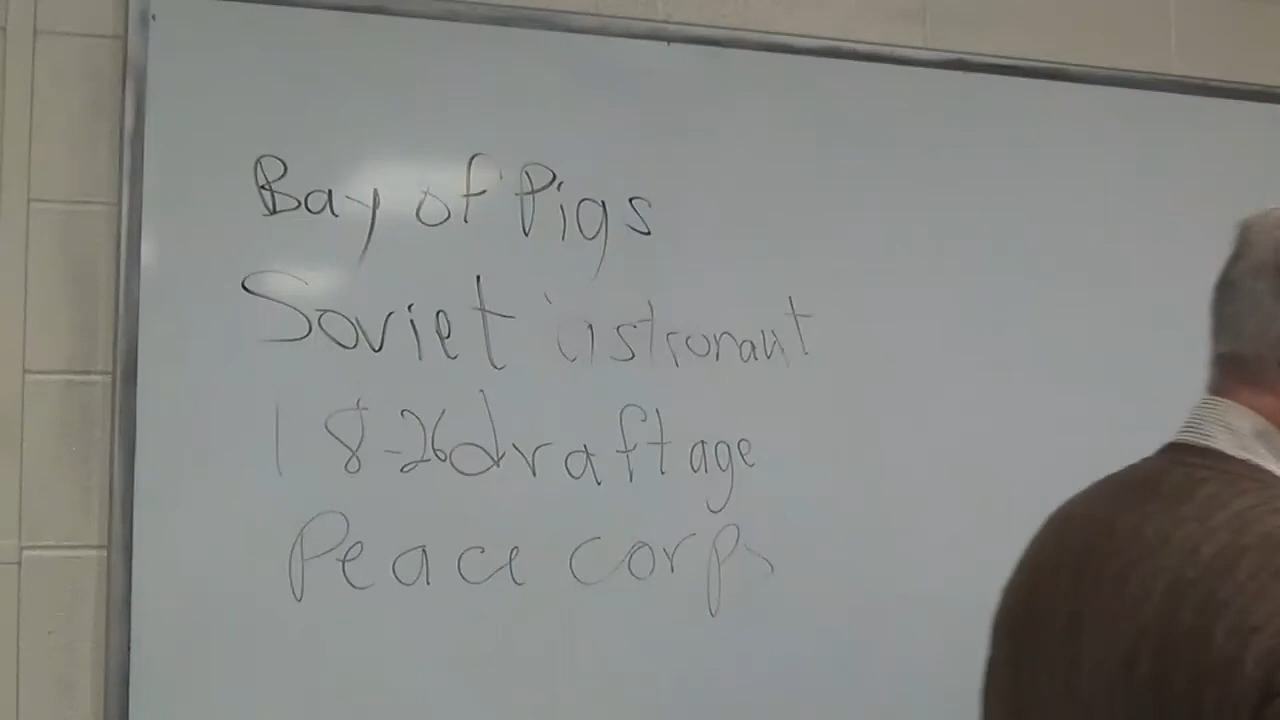 Bay of Pigs
Soviet astronaut
18-26 draft age
Peace corps